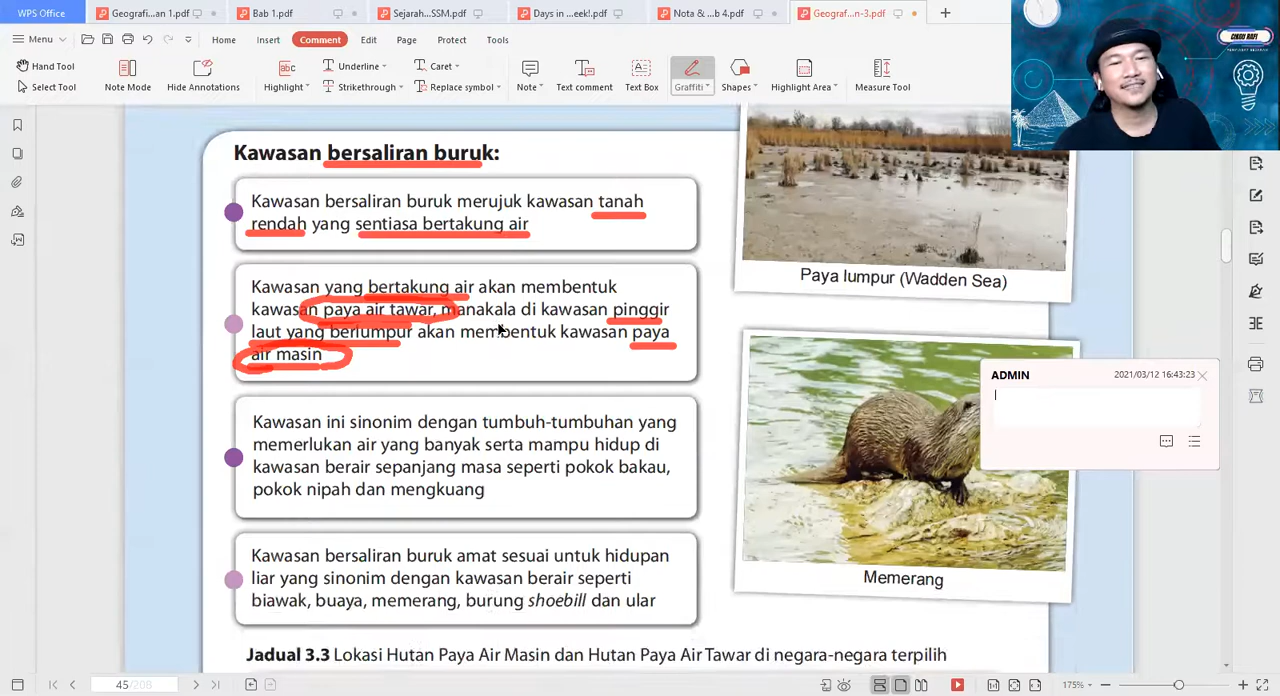 WPS Office
Geografi...an 1.pdf
Bab 1.pdf
Sejarah...SSM.pdf
Days in ...eek!.pdf
Nota & ...b 4.pdf
Geograf...n-3.pdf
Menu
Home
Insert
Comment
Edit
Page
Protect
Tools
Hand Tool
Select Tool
Note Mode
Hide Annotations
Highlight
Underline
Strikethrough
Caret
Replace symbol
Note
Text comment
Text Box
Graffiti
Shapes
Highlight Area
Measure Tool
CIKGU RAFI
Kawasan bersaliran buruk:
Kawasan bersaliran buruk merujuk kawasan tanah
rendah yang sentiasa bertakung air
Kawasan yang bertakung air akan membentuk
kawasan paya air tawar, manakala di kawasan pinggir
laut yang berlumpur akan membentuk kawasan paya
air masin
Kawasan ini sinonim dengan tumbuh-tumbuhan yang
memerlukan air yang banyak serta mampu hidup di
kawasan berair sepanjang masa seperti pokok bakau,
pokok nipah dan mengkuang
Kawasan bersaliran buruk amat sesuai untuk hidupan
liar yang sinonim dengan kawasan berair seperti
biawak, buaya, memerang, burung shoebill dan ular
Paya lumpur (Wadden Sea)
Memerang
ADMIN
2021/03/12 16:43:23
Jadual 3.3 Lokasi Hutan Paya Air Masin dan Hutan Paya Air Tawar di negara-negara terpilih
45/208
175%